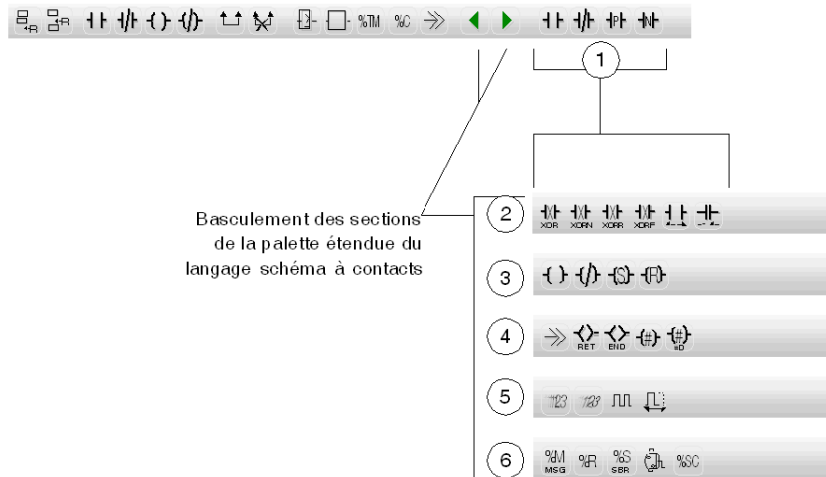 R R %TM %C P N
1
Basculement des sections
de la palette étendue du
langage schéma à contacts
2 X X X X
XOR XORN XORR XORF
3 S R
4 # #
RET END =D
5 123 123
6 %M %R %S %SC
MSG SBR